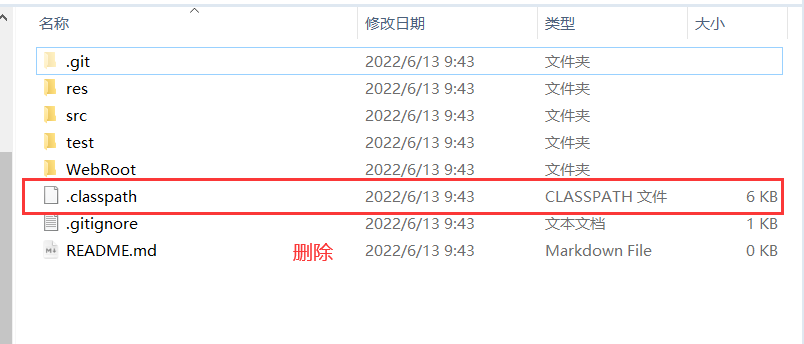 名称 修改日期 类型 大小
.git 2022/6/13 9:43 文件夹
res 2022/6/13 9:43 文件夹
src 2022/6/13 9:43 文件夹
test 2022/6/13 9:43 文件夹
WebRoot 2022/6/13 9:43 文件夹
.classpath 2022/6/13 9:43 CLASSPATH 文件 6 KB
.gitignore 2022/6/13 9:43 文本文档 1 KB
README.md 删除 2022/6/13 9:43 Markdown File 0 KB